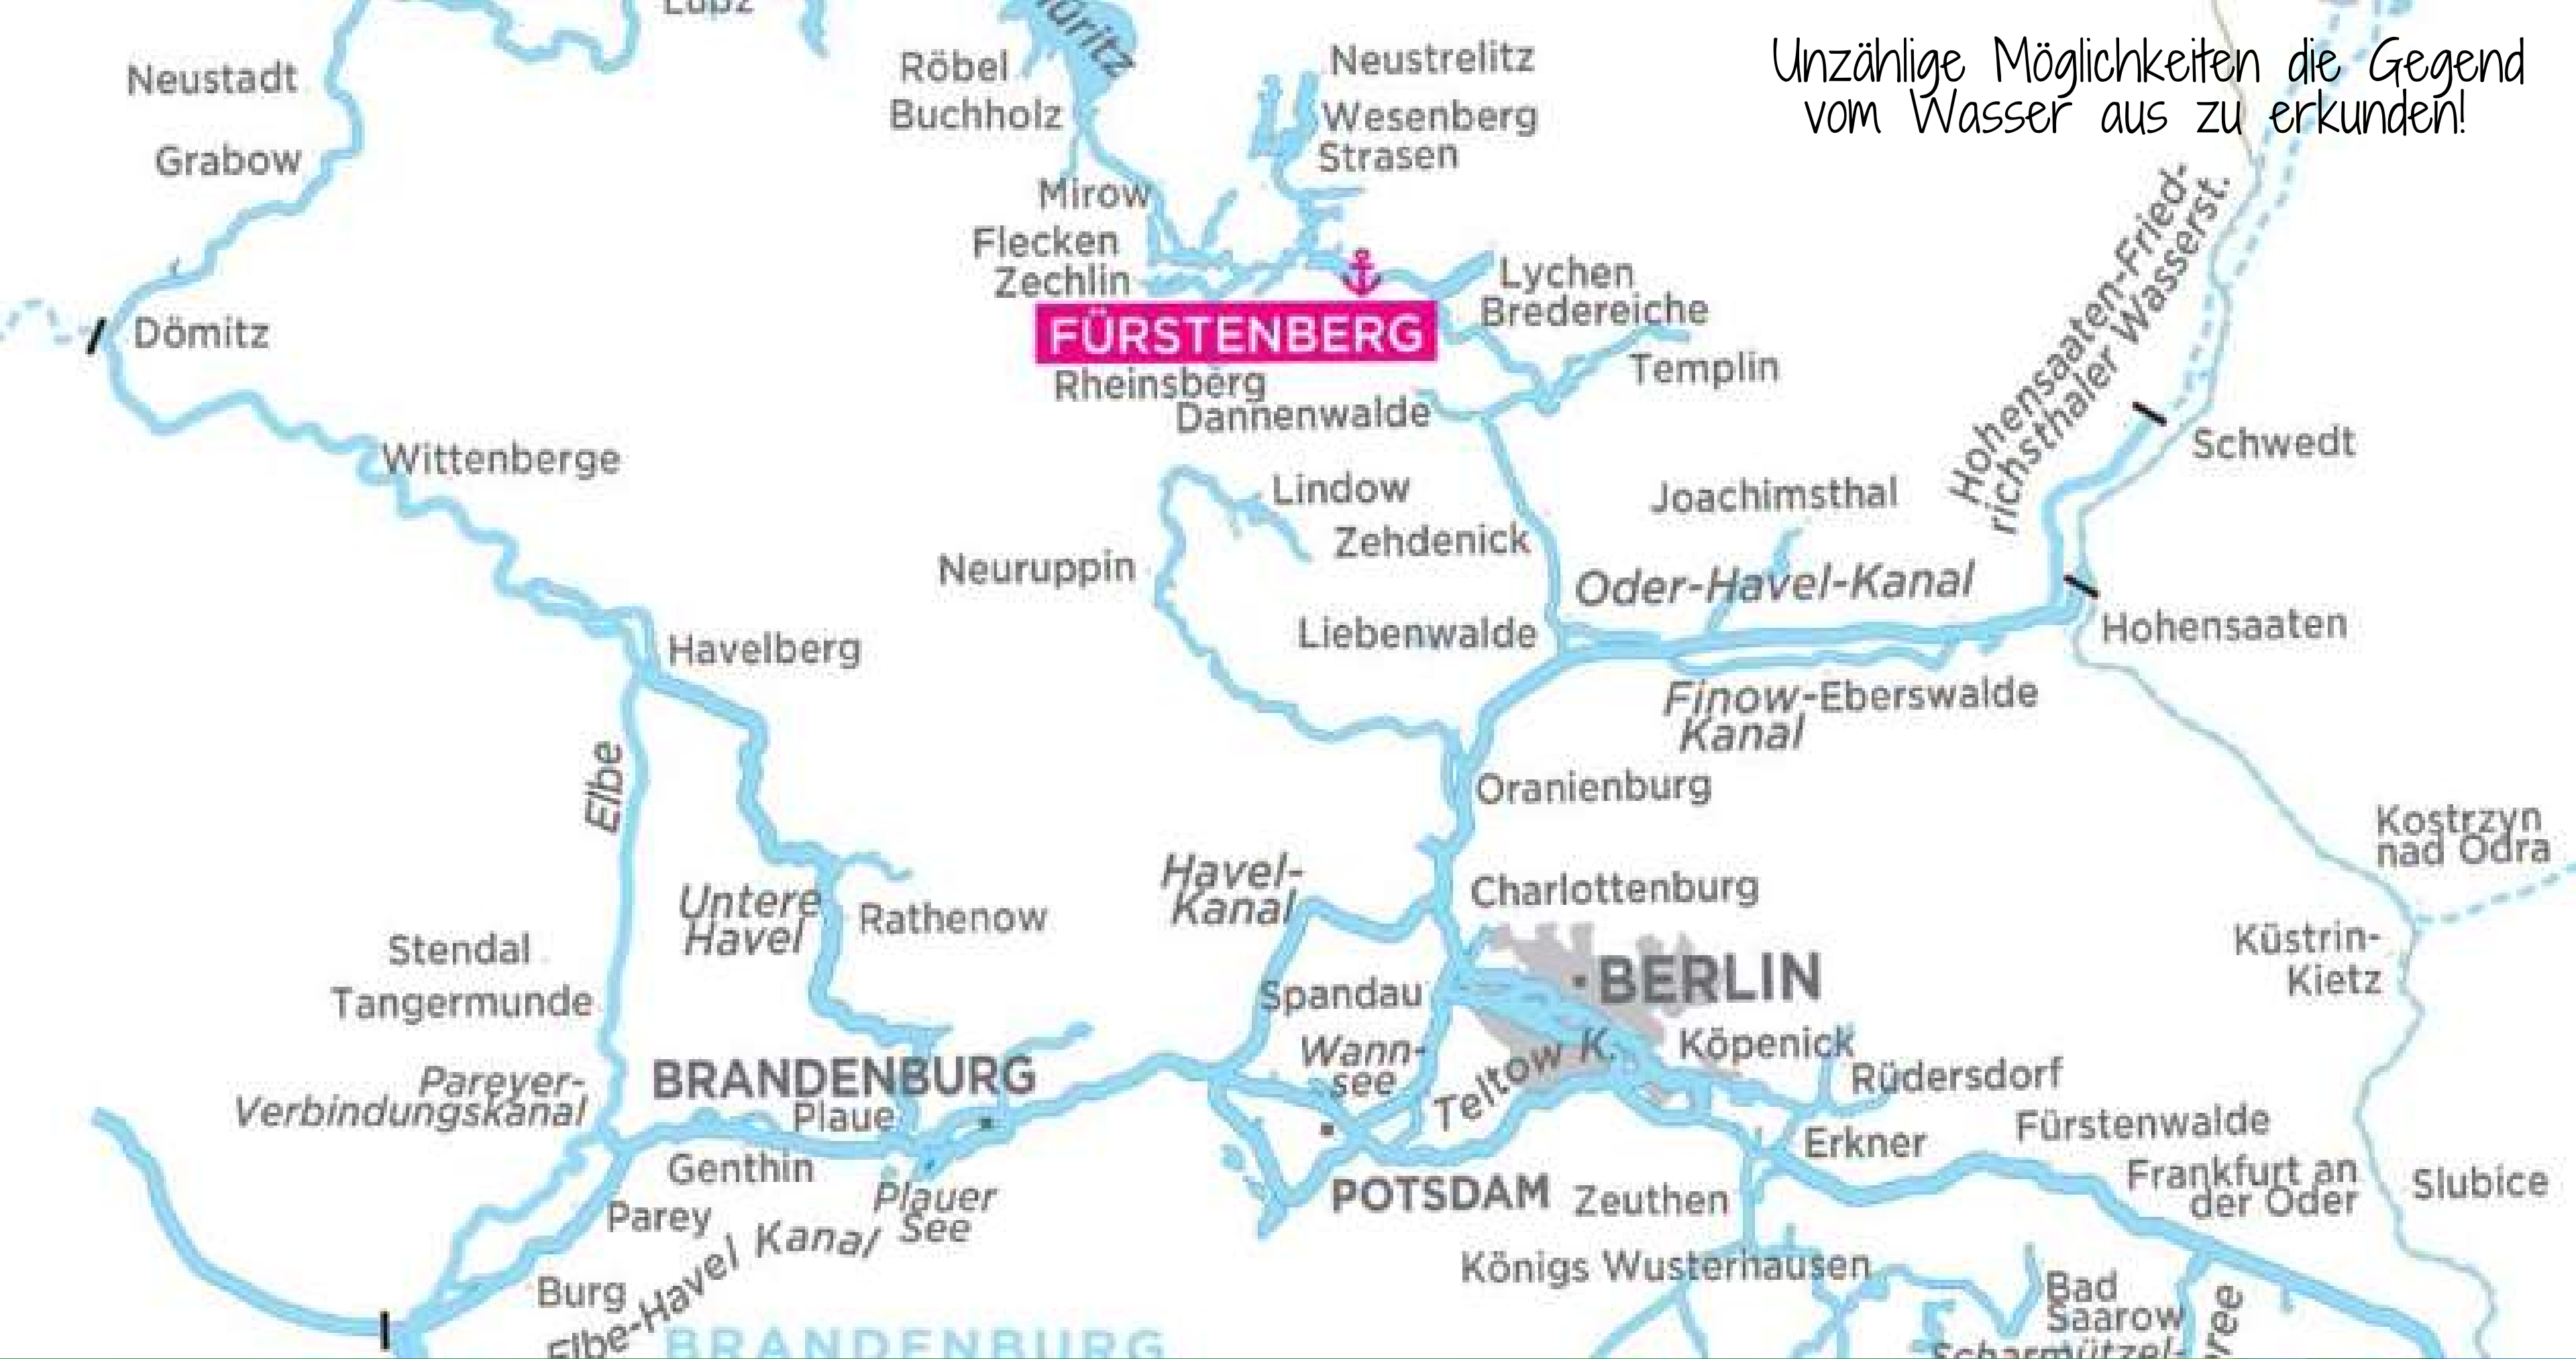 Unzählige Möglichkeiten die Gegend
vom Wasser aus zu erkunden!
Müritz
Röbel
Buchholz
Neustrelitz
Wesenberg
Strasen
Neustadt
Grabow
Mirow
Flecken
Zechlin
Lychen
Bredereiche
Dömitz
FÜRSTENBERG
Rheinsberg
Dannenwalde
Templin
Hohensaaten-Fried-
richsthaler Wasserst.
Schwedt
Wittenberge
Lindow
Joachimsthal
Zehdenick
Neuruppin
Oder-Havel-Kanal
Liebenwalde
Hohensaaten
Havelberg
Finow-Eberswalde
Kanal
Elbe
Oranienburg
Kostrzyn
nad Odra
Havel-
Kanal
Charlottenburg
Untere
Havel
Rathenow
Küstrin-
Kietz
Stendal
Tangermunde
Spandau
BERLIN
Wann-
see
Teltow K.
Köpenick
Rüdersdorf
Pareyer-
Verbindungskanal
BRANDENBURG
Plaue
Fürstenwalde
Erkner
Genthin
Plauer
See
POTSDAM
Zeuthen
Frankfurt an
der Oder
Slubice
Parey
Elbe-Havel Kanal
Burg
Königs Wusterhausen
Bad
Saarow
BRANDENBURG